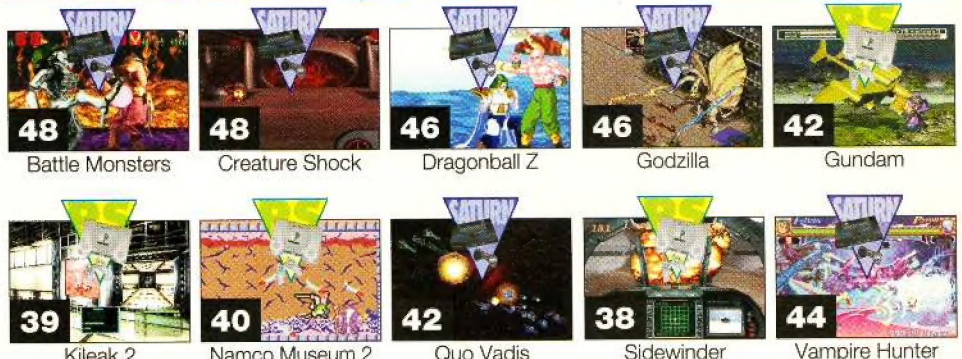 SATURN
SATURN
SATURN
SATURN
PS
48
48
46
46
42
Battle Monsters
Creature Shock
Dragonball Z
Godzilla
Gundam
PS
PS
SATURN
PS
SATURN
39
40
42
38
44
Kileak 2
Namco Museum 2
Quo Vadis
Sidewinder
Vampire Hunter